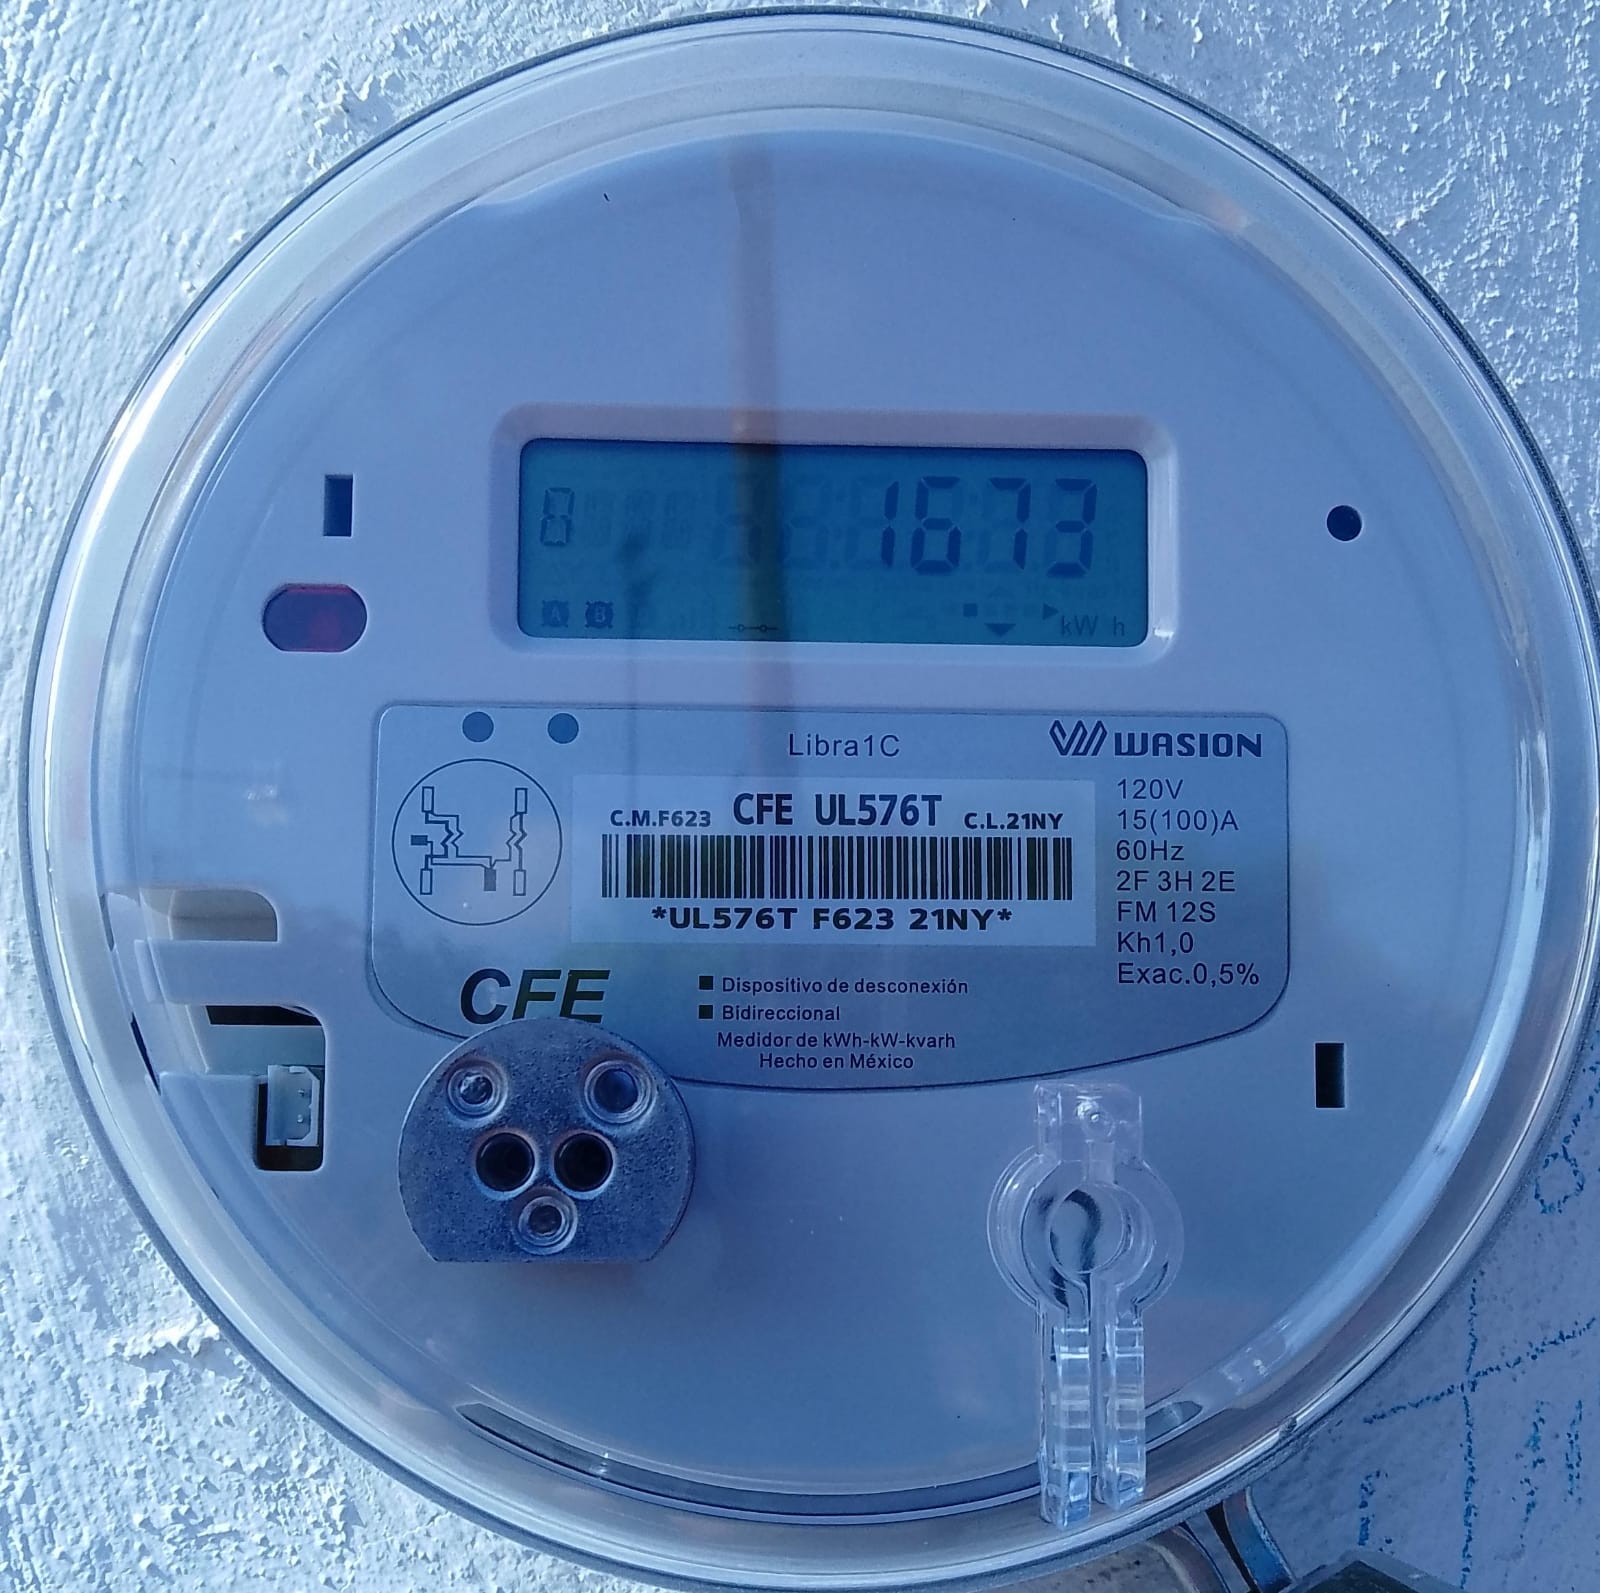 8 1673
A B kW h
Libra1C
WASION
C.M.F623 CFE UL576T C.L.21NY
*UL576T F623 21NY*
120V
15(100)A
60Hz
2F 3H 2E
FM 12S
Kh1,0
Exac.0,5%
CFE
Dispositivo de desconexión
Bidireccional
Medidor de kWh-kW-kvarh
Hecho en México